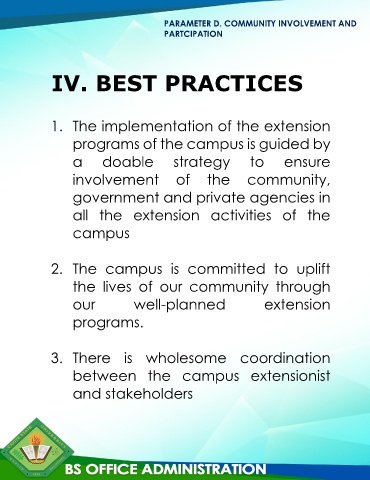 PARAMETER D. COMMUNITY INVOLVEMENT AND
PARTCIPATION
IV. BEST PRACTICES
1. The implementation of the extension
programs of the campus is guided by
a doable strategy to ensure
involvement of the community,
government and private agencies in
all the extension activities of the
campus
2. The campus is committed to uplift
the lives of our community through
our well-planned extension
programs.
3. There is wholesome coordination
between the campus extensionist
and stakeholders
BS OFFICE ADMINISTRATION